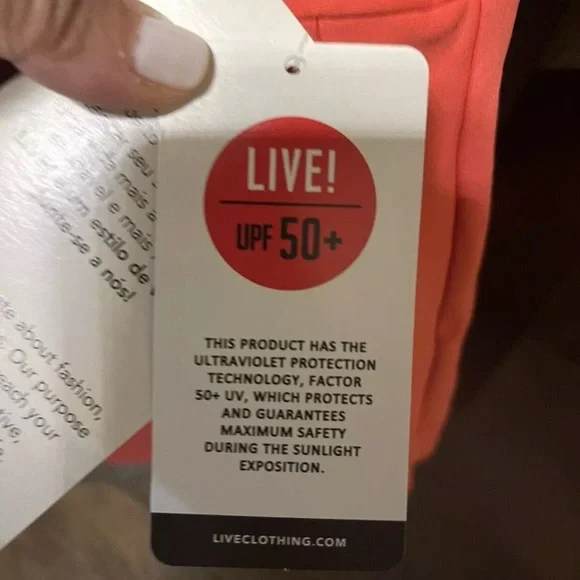 LIVE!
UPF 50+
THIS PRODUCT HAS THE
ULTRAVIOLET PROTECTION
TECHNOLOGY, FACTOR
50+ UV, WHICH PROTECTS
AND GUARANTEES
MAXIMUM SAFETY
DURING THE SUNLIGHT
EXPOSITION.
LIVECLOTHING.COM
seu
mais a
e mais
estilo de
-se a nós!
about fashion,
Our purpose
each your